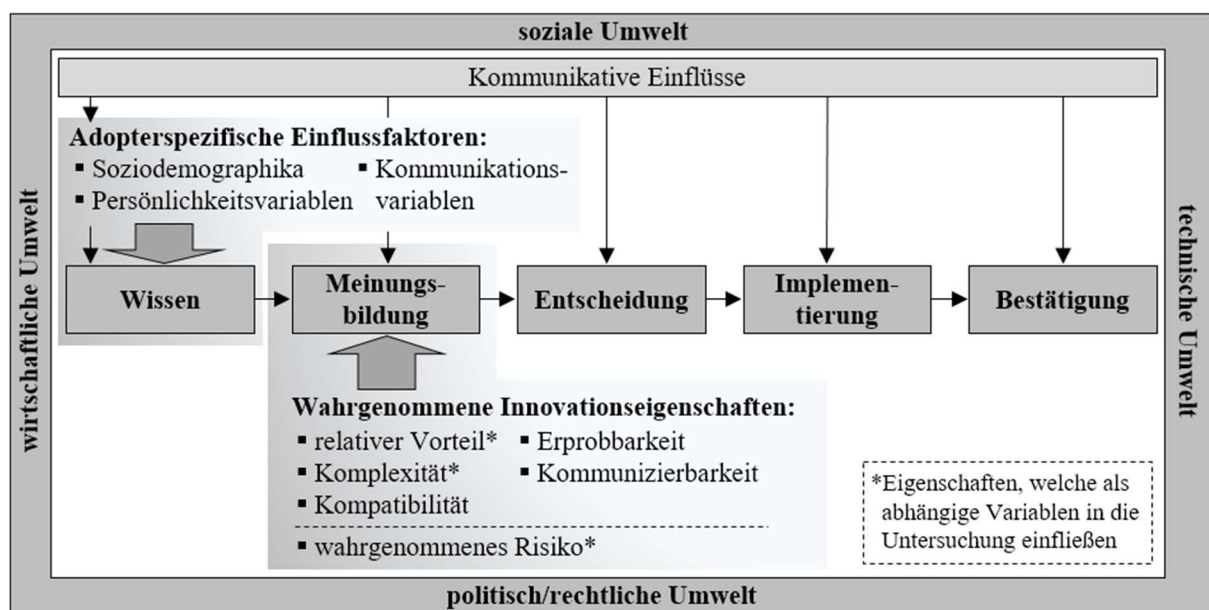 soziale Umwelt
Kommunikative Einflüsse
Adopterspezifische Einflussfaktoren:
▪ Soziodemographika
▪ Persönlichkeitsvariablen
▪ Kommunikations-
variablen
wirtschaftliche Umwelt
technische Umwelt
Wissen
Meinungs-
bildung
Entscheidung
Implemen-
tierung
Bestätigung
Wahrgenommene Innovationseigenschaften:
▪ relativer Vorteil*
▪ Komplexität*
▪ Kompatibilität
▪ Erprobbarkeit
▪ Kommunizierbarkeit
▪ wahrgenommenes Risiko*
*Eigenschaften, welche als
abhängige Variablen in die
Untersuchung einfließen
politisch/rechtliche Umwelt